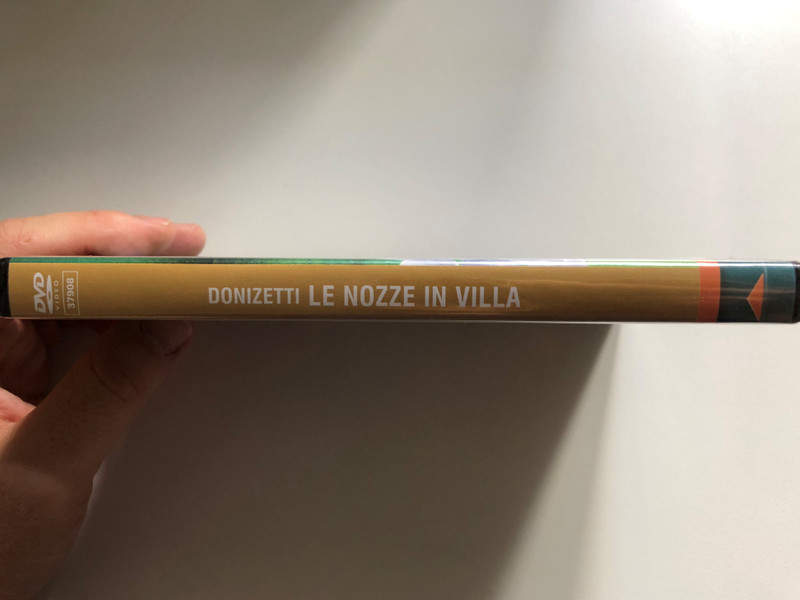 DVD
VIDEO
37908
DONIZETTI LE NOZZE IN VILLA